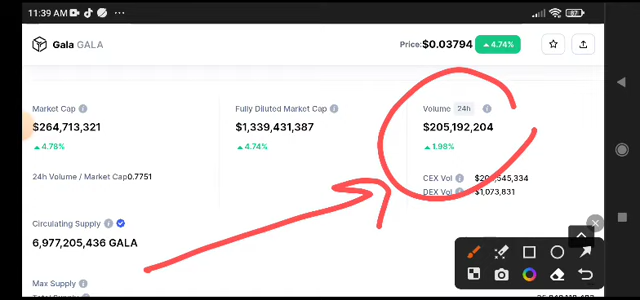 11:39 AM
87
Gala GALA
Price: $0.03794 4.74%
Market Cap
$264,713,321
4.78%
24h Volume / Market Cap 0.7751
Fully Diluted Market Cap
$1,339,431,387
4.74%
Volume 24h
$205,192,204
1.98%
CEX Vol
DEX Vol $1,073,831
Circulating Supply
6,977,205,436 GALA
Max Supply